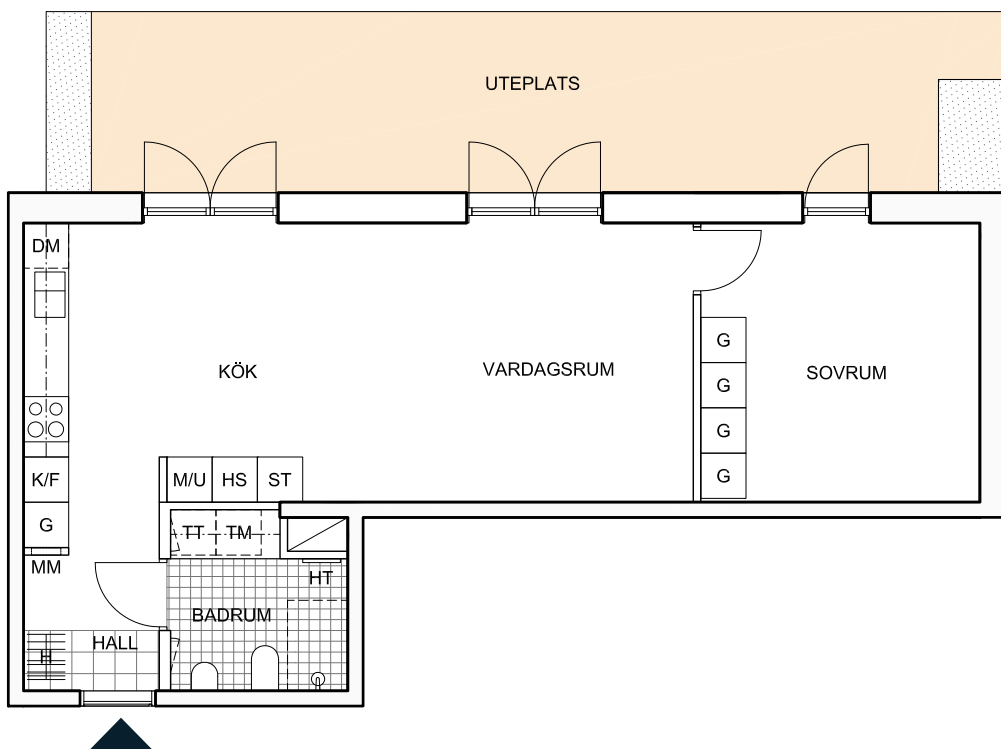 UTEPLATS
DM
KÖK
VARDAGSRUM
SOVRUM
G
G
G
G
K/F
M/U HS ST
G
TT TM
MM
HT
BADRUM
HALL
H